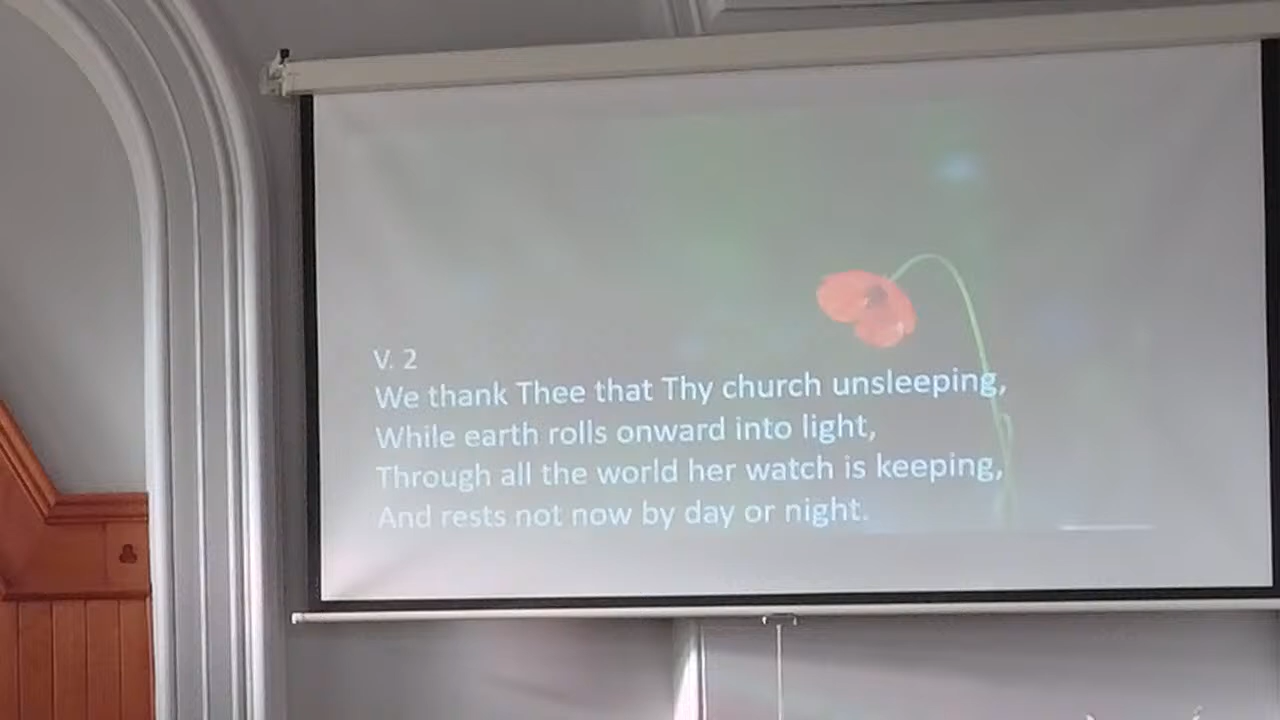 V. 2
We thank Thee that Thy church unsleeping,
While earth rolls onward into light,
Through all the world her watch is keeping,
And rests not now by day or night.